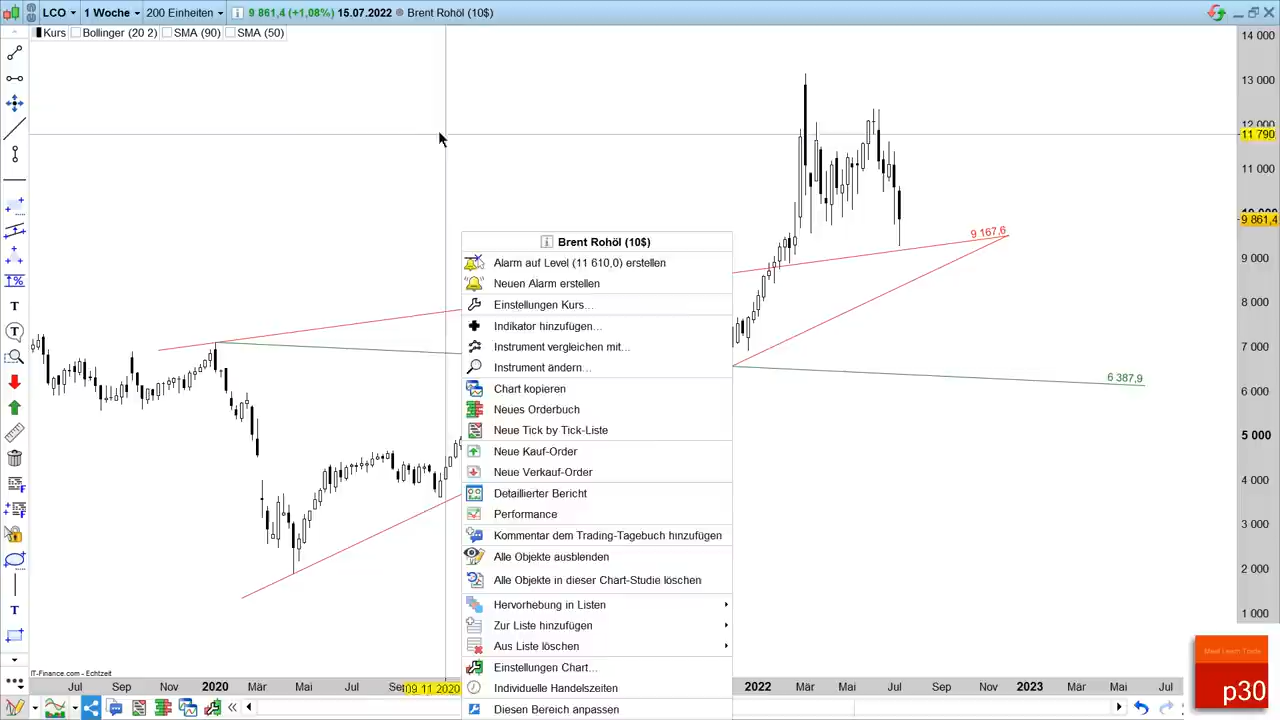 LCO 1 Woche 200 Einheiten 9 861,4 (+1,08%) 15.07.2022 Brent Rohöl (10$)
Kurs Bollinger (20 2) SMA (90) SMA (50)
14 000
13 000
12 000
11 790
11 000
10 000
9 861,4
9 000
8 000
7 000
6 000
5 000
4 000
3 000
2 000
1 000
9 167,6
6 387,9
Brent Rohöl (10$)
Alarm auf Level (11 610,0) erstellen
Neuen Alarm erstellen
Einstellungen Kurs...
Indikator hinzufügen...
Instrument vergleichen mit...
Instrument ändern...
Chart kopieren
Neues Orderbuch
Neue Tick by Tick-Liste
Neue Kauf-Order
Neue Verkauf-Order
Detaillierter Bericht
Performance
Kommentar dem Trading-Tagebuch hinzufügen
Alle Objekte ausblenden
Alle Objekte in dieser Chart-Studie löschen
Hervorhebung in Listen
Zur Liste hinzufügen
Aus Liste löschen
Einstellungen Chart...
Individuelle Handelszeiten
Diesen Bereich anpassen
IT-Finance.com - Echtzeit
Jul Sep Nov 2020 Mär Mai Jul 09.11.2020 2022 Mär Mai Jul Sep Nov 2023 Mär Mai Jul
Meet Learn Trade
p30